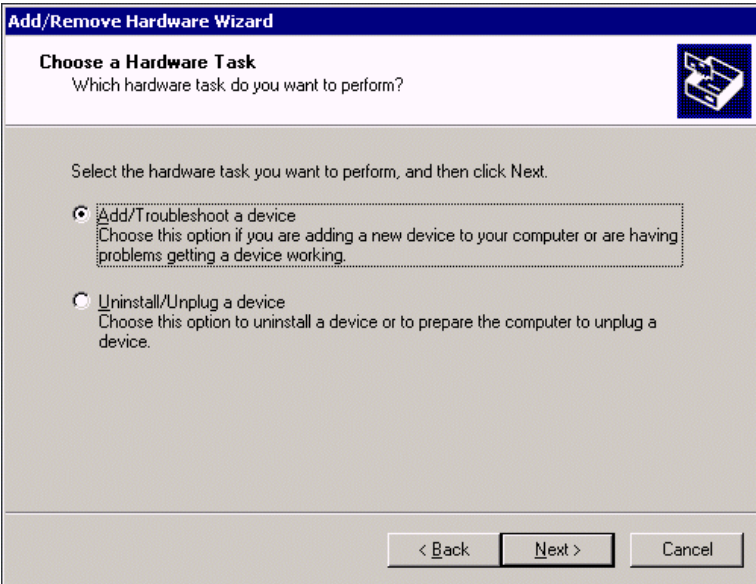 Add/Remove Hardware Wizard
Choose a Hardware Task
Which hardware task do you want to perform?
Select the hardware task you want to perform, and then click Next.
Add/Troubleshoot a device
Choose this option if you are adding a new device to your computer or are having
problems getting a device working.
Uninstall/Unplug a device
Choose this option to uninstall a device or to prepare the computer to unplug a
device.
< Back Next > Cancel